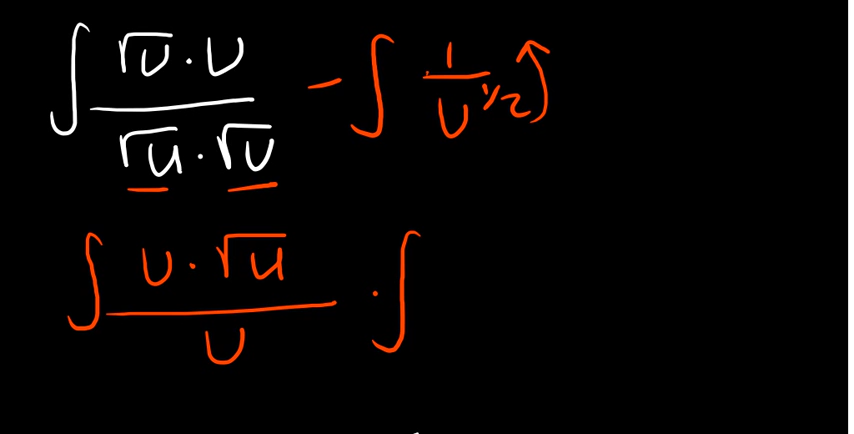 ∫ (√u · u)/(√u · √u) - ∫ 1/u^(1/2)
∫ (u · √u)/u · ∫